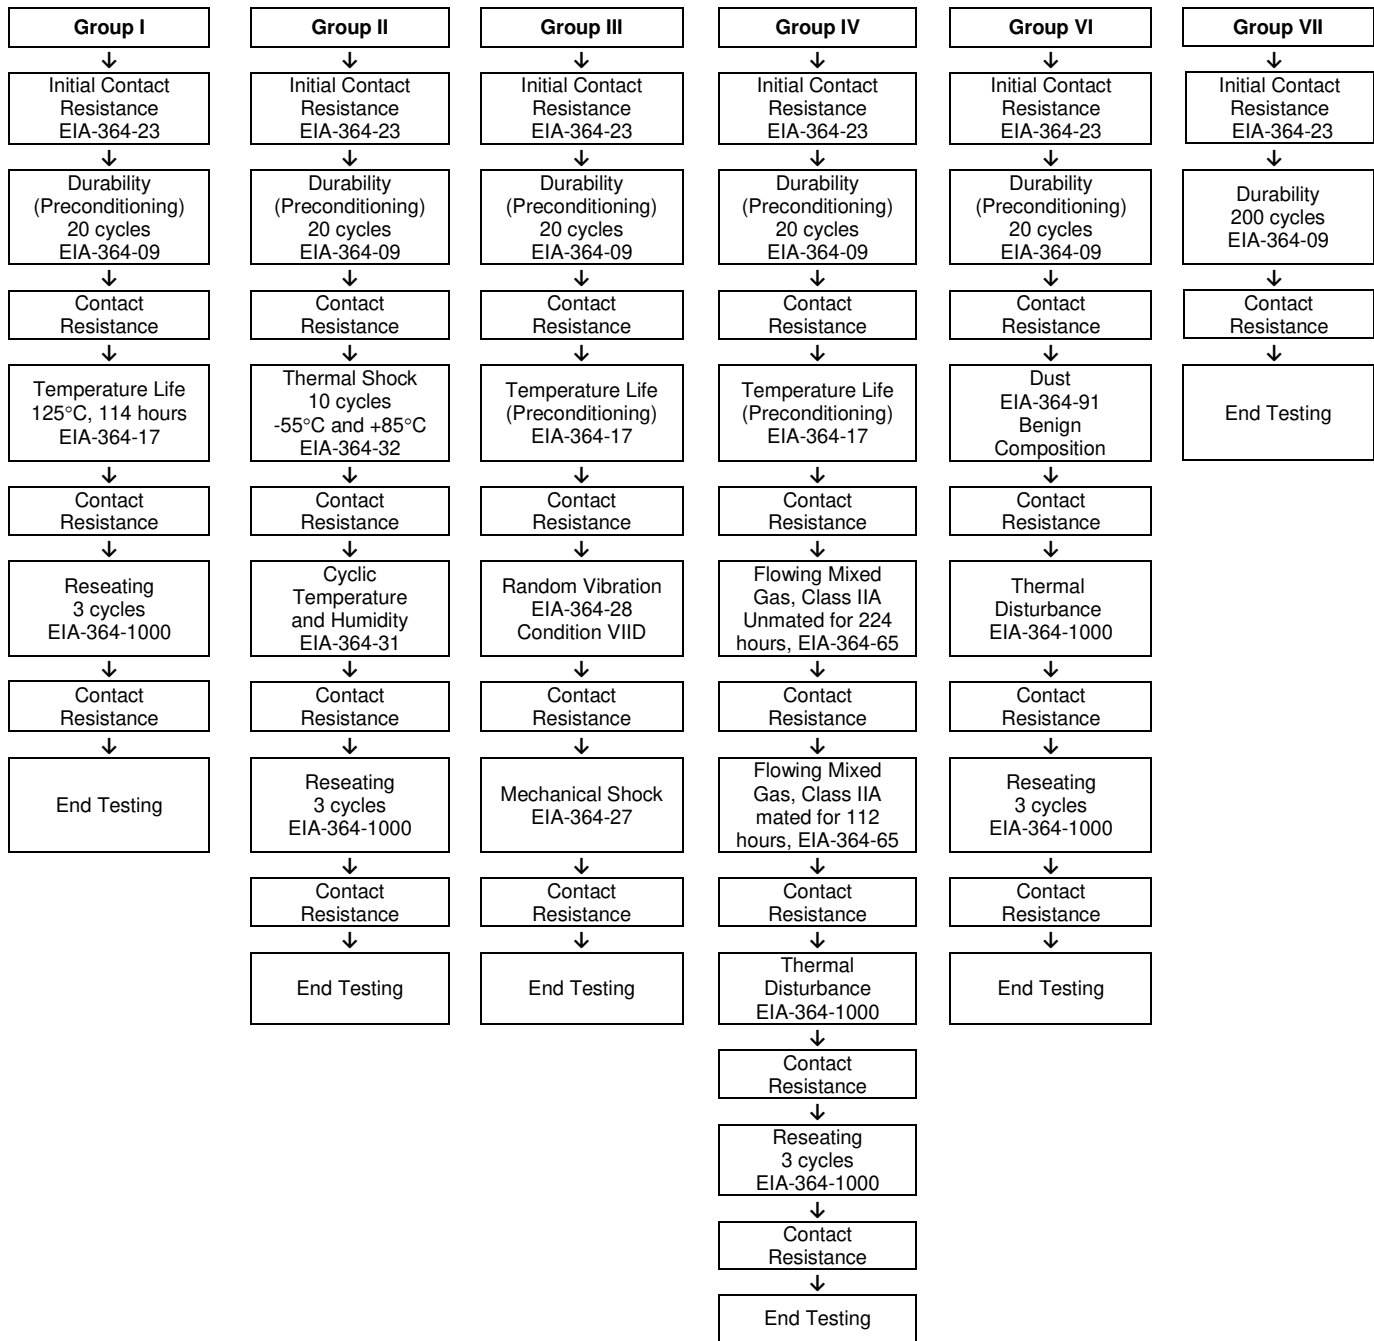 Group I
↓
Initial Contact
Resistance
EIA-364-23
↓
Durability
(Preconditioning)
20 cycles
EIA-364-09
↓
Contact
Resistance
↓
Temperature Life
125°C, 114 hours
EIA-364-17
↓
Contact
Resistance
↓
Reseating
3 cycles
EIA-364-1000
↓
Contact
Resistance
↓
End Testing
Group II
↓
Initial Contact
Resistance
EIA-364-23
↓
Durability
(Preconditioning)
20 cycles
EIA-364-09
↓
Contact
Resistance
↓
Thermal Shock
10 cycles
-55°C and +85°C
EIA-364-32
↓
Contact
Resistance
↓
Cyclic
Temperature
and Humidity
EIA-364-31
↓
Contact
Resistance
↓
Reseating
3 cycles
EIA-364-1000
↓
Contact
Resistance
↓
End Testing
Group III
↓
Initial Contact
Resistance
EIA-364-23
↓
Durability
(Preconditioning)
20 cycles
EIA-364-09
↓
Contact
Resistance
↓
Temperature Life
(Preconditioning)
EIA-364-17
↓
Contact
Resistance
↓
Random Vibration
EIA-364-28
Condition VIID
↓
Contact
Resistance
↓
Mechanical Shock
EIA-364-27
↓
Contact
Resistance
↓
End Testing
Group IV
↓
Initial Contact
Resistance
EIA-364-23
↓
Durability
(Preconditioning)
20 cycles
EIA-364-09
↓
Contact
Resistance
↓
Temperature Life
(Preconditioning)
EIA-364-17
↓
Contact
Resistance
↓
Flowing Mixed
Gas, Class IIA
Unmated for 224
hours, EIA-364-65
↓
Contact
Resistance
↓
Flowing Mixed
Gas, Class IIA
mated for 112
hours, EIA-364-65
↓
Contact
Resistance
↓
Thermal
Disturbance
EIA-364-1000
↓
Contact
Resistance
↓
Reseating
3 cycles
EIA-364-1000
↓
Contact
Resistance
↓
End Testing
Group VI
↓
Initial Contact
Resistance
EIA-364-23
↓
Durability
(Preconditioning)
20 cycles
EIA-364-09
↓
Contact
Resistance
↓
Dust
EIA-364-91
Benign
Composition
↓
Contact
Resistance
↓
Thermal
Disturbance
EIA-364-1000
↓
Contact
Resistance
↓
Reseating
3 cycles
EIA-364-1000
↓
Contact
Resistance
↓
End Testing
Group VII
↓
Initial Contact
Resistance
EIA-364-23
↓
Durability
200 cycles
EIA-364-09
↓
Contact
Resistance
↓
End Testing